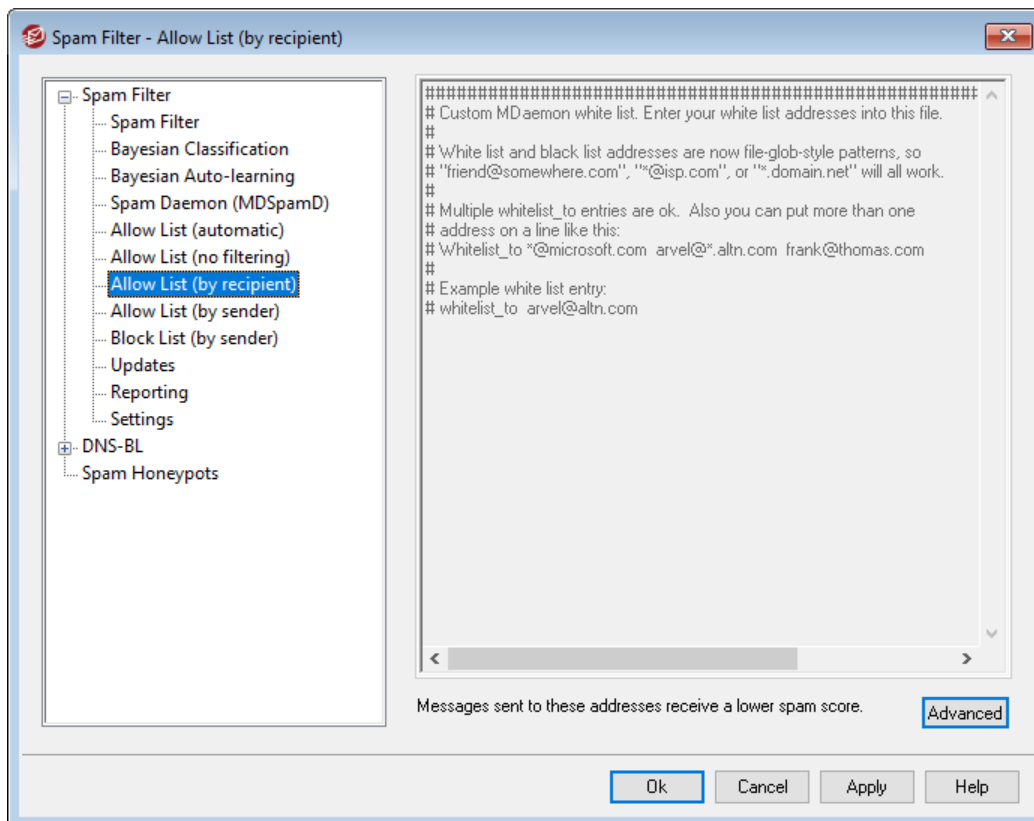 Spam Filter - Allow List (by recipient)
Spam Filter
Spam Filter
Bayesian Classification
Bayesian Auto-learning
Spam Daemon (MDSpamD)
Allow List (automatic)
Allow List (no filtering)
Allow List (by recipient)
Allow List (by sender)
Block List (by sender)
Updates
Reporting
Settings
DNS-BL
Spam Honeypots
##############################################################
# Custom MDaemon white list. Enter your white list addresses into this file.
#
# White list and black list addresses are now file-glob-style patterns, so
# "friend@somewhere.com", "*@isp.com", or "*.domain.net" will all work.
#
# Multiple whitelist_to entries are ok.  Also you can put more than one
# address on a line like this:
# Whitelist_to *@microsoft.com  arvel@*.altn.com  frank@thomas.com
#
# Example white list entry:
# whitelist_to  arvel@altn.com
Messages sent to these addresses receive a lower spam score.
Advanced
Ok
Cancel
Apply
Help